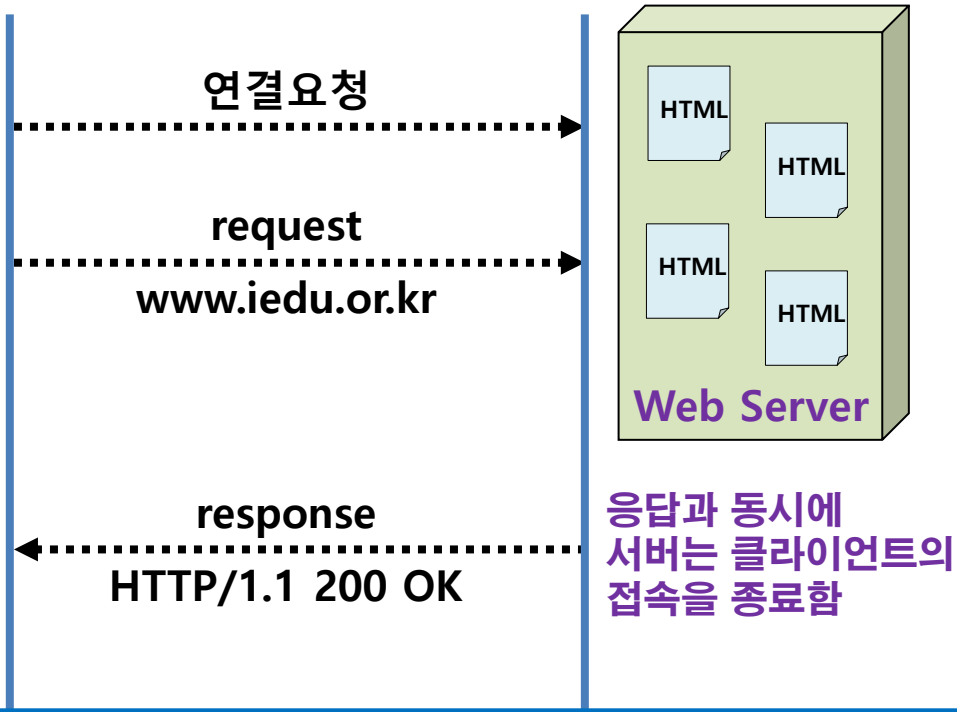 연결요청
request
www.iedu.or.kr
HTML
HTML
HTML
HTML
Web Server
response
HTTP/1.1 200 OK
응답과 동시에
서버는 클라이언트의
접속을 종료함